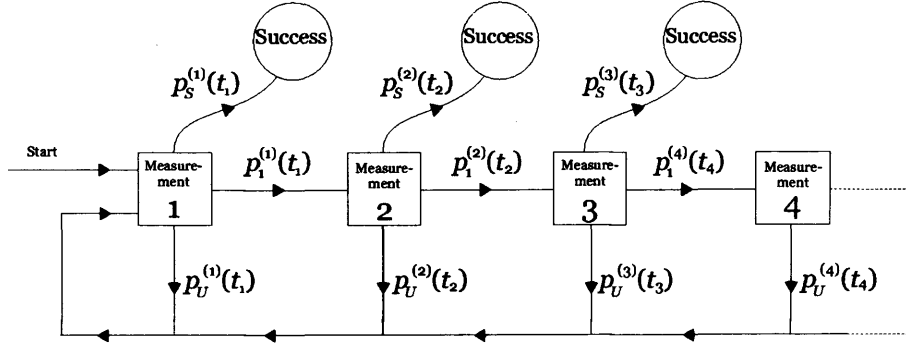 Success Success Success
p_S^(1)(t_1) p_S^(2)(t_2) p_S^(3)(t_3)
Start
p_1^(1)(t_1) p_1^(2)(t_2) p_1^(4)(t_4)
Measure-
ment
1
Measure-
ment
2
Measure-
ment
3
Measure-
ment
4
p_U^(1)(t_1) p_U^(2)(t_2) p_U^(3)(t_3) p_U^(4)(t_4)